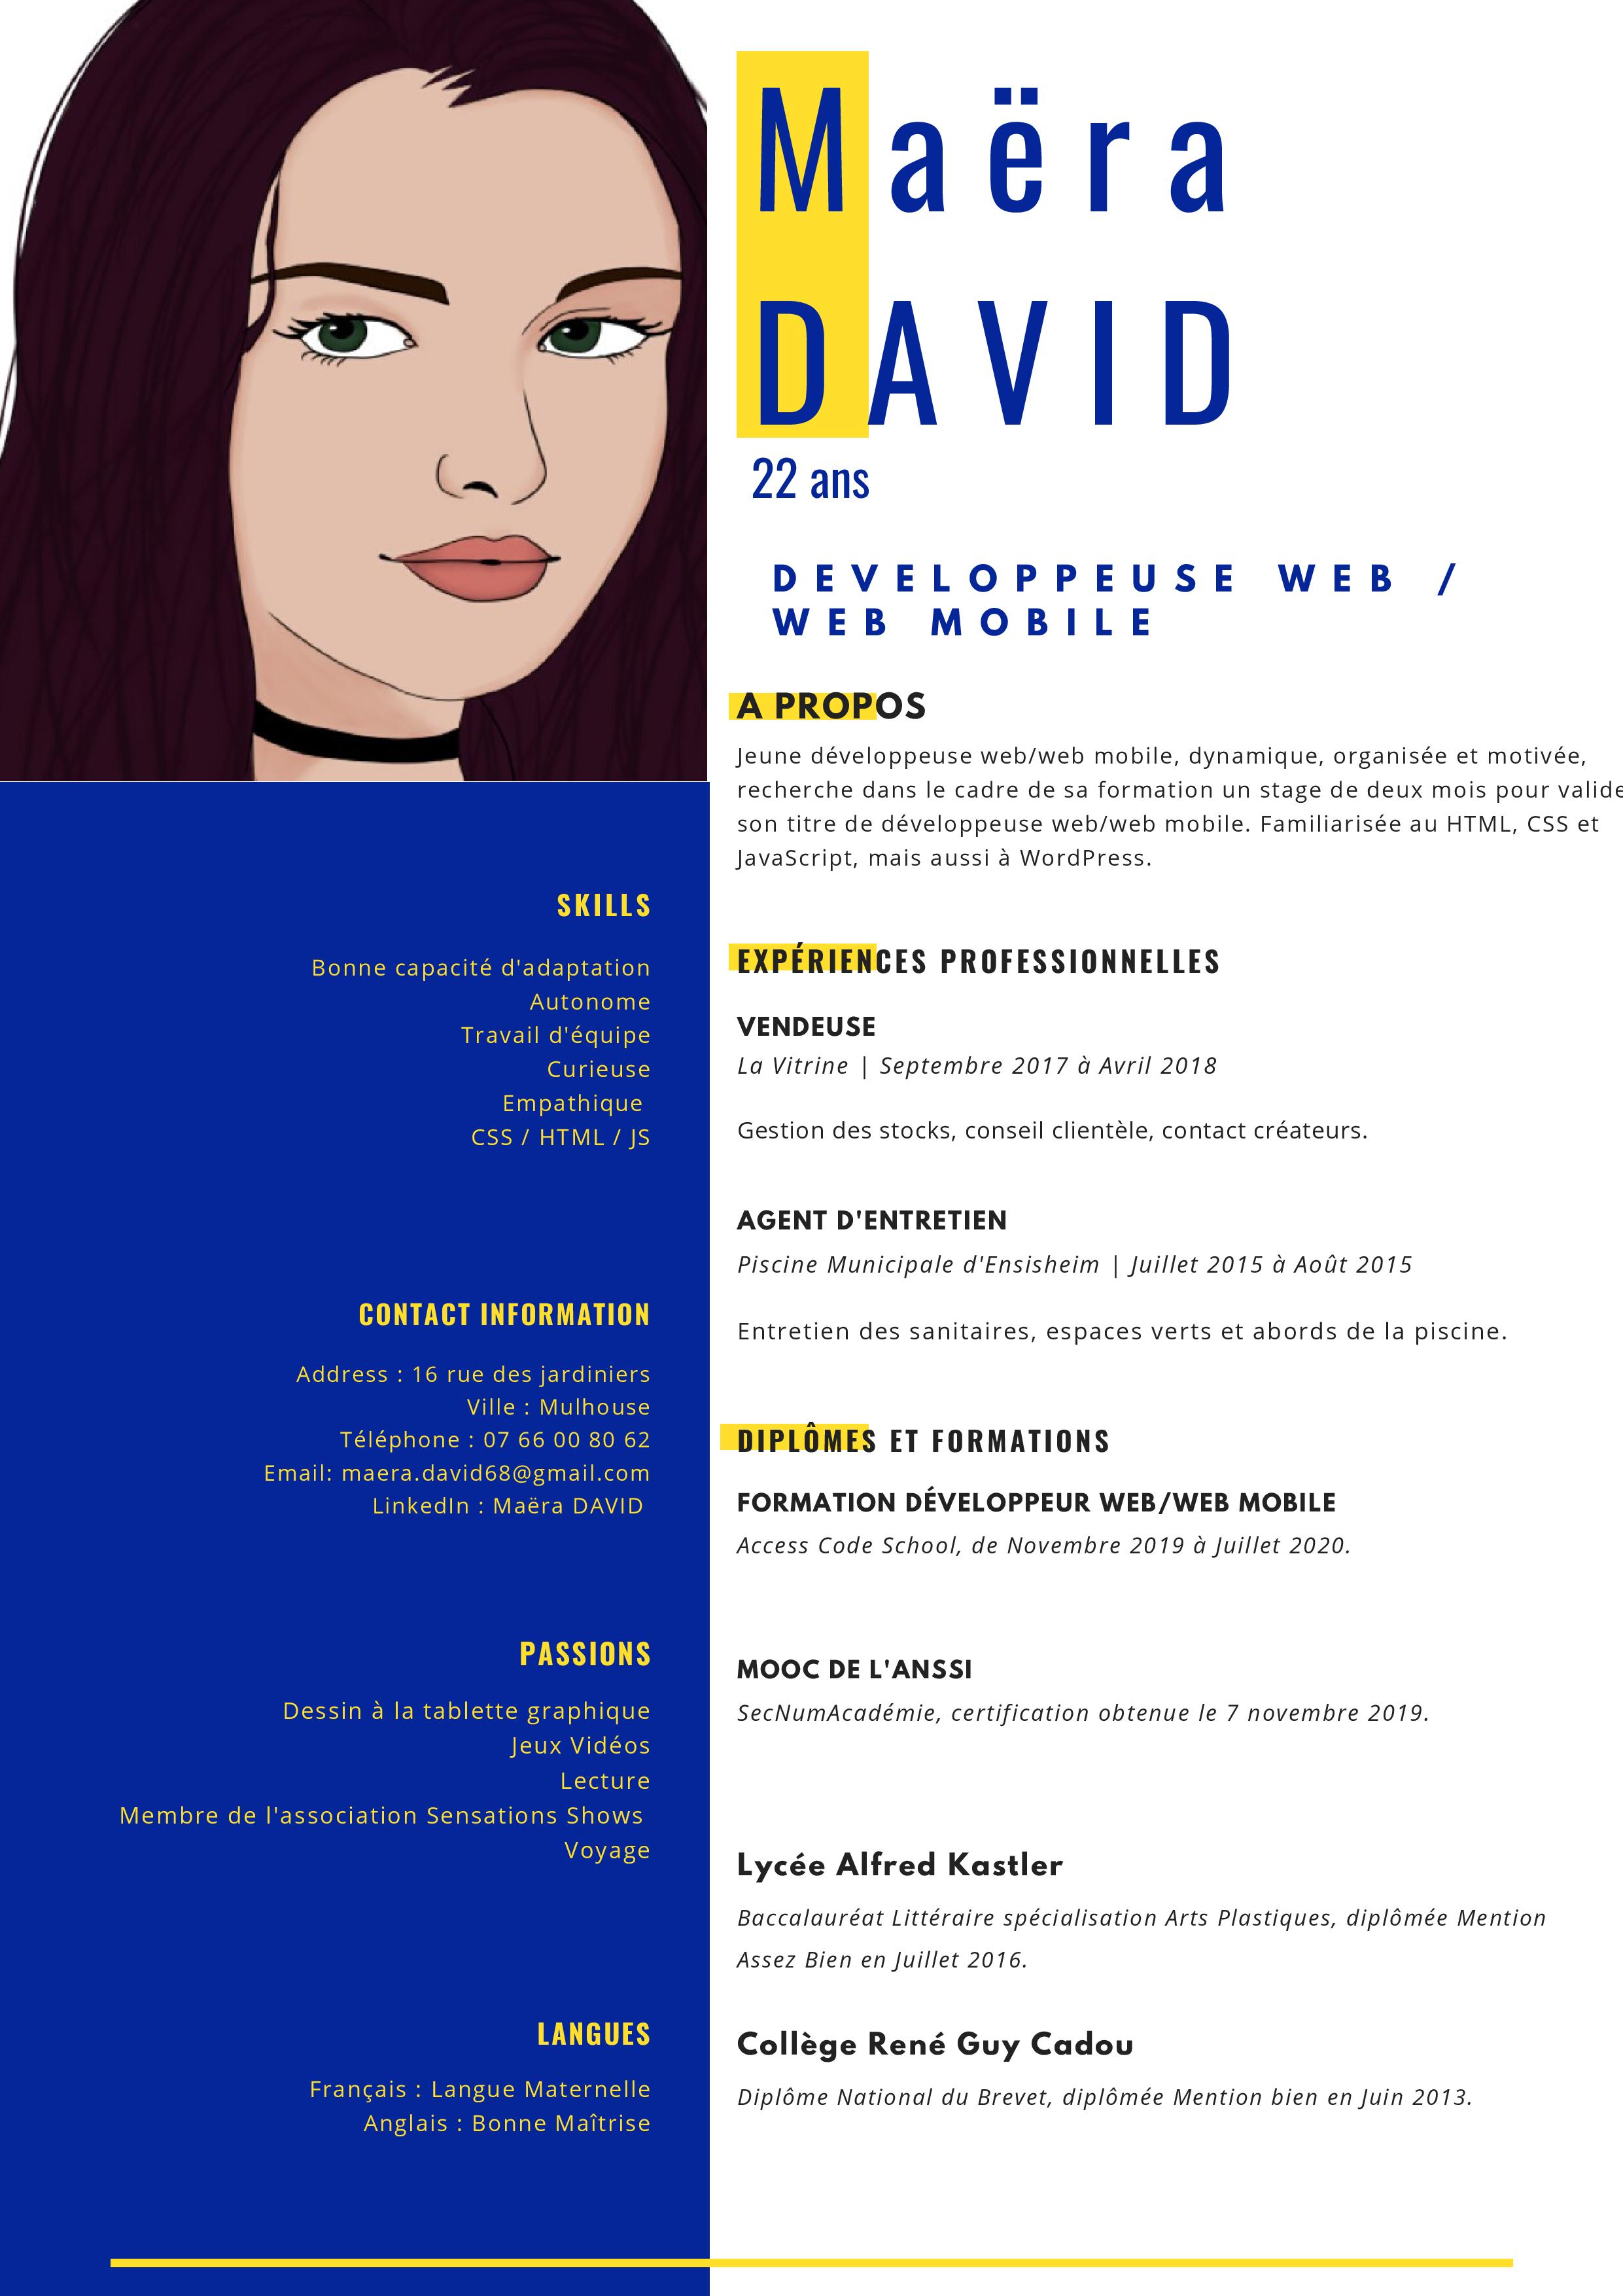 Maëra
DAVID
22 ans
DEVELOPPEUSE WEB /
WEB MOBILE
A PROPOS
Jeune développeuse web/web mobile, dynamique, organisée et motivée,
recherche dans le cadre de sa formation un stage de deux mois pour valide
son titre de développeuse web/web mobile. Familiarisée au HTML, CSS et
JavaScript, mais aussi à WordPress.
SKILLS
Bonne capacité d'adaptation
Autonome
Travail d'équipe
Curieuse
Empathique
CSS / HTML / JS
CONTACT INFORMATION
Address : 16 rue des jardiniers
Ville : Mulhouse
Téléphone : 07 66 00 80 62
Email: maera.david68@gmail.com
LinkedIn : Maëra DAVID
PASSIONS
Dessin à la tablette graphique
Jeux Vidéos
Lecture
Membre de l'association Sensations Shows
Voyage
LANGUES
Français : Langue Maternelle
Anglais : Bonne Maîtrise
EXPÉRIENCES PROFESSIONNELLES
VENDEUSE
La Vitrine | Septembre 2017 à Avril 2018
Gestion des stocks, conseil clientèle, contact créateurs.
AGENT D'ENTRETIEN
Piscine Municipale d'Ensisheim | Juillet 2015 à Août 2015
Entretien des sanitaires, espaces verts et abords de la piscine.
DIPLÔMES ET FORMATIONS
FORMATION DÉVELOPPEUR WEB/WEB MOBILE
Access Code School, de Novembre 2019 à Juillet 2020.
MOOC DE L'ANSSI
SecNumAcadémie, certification obtenue le 7 novembre 2019.
Lycée Alfred Kastler
Baccalauréat Littéraire spécialisation Arts Plastiques, diplômée Mention
Assez Bien en Juillet 2016.
Collège René Guy Cadou
Diplôme National du Brevet, diplômée Mention bien en Juin 2013.